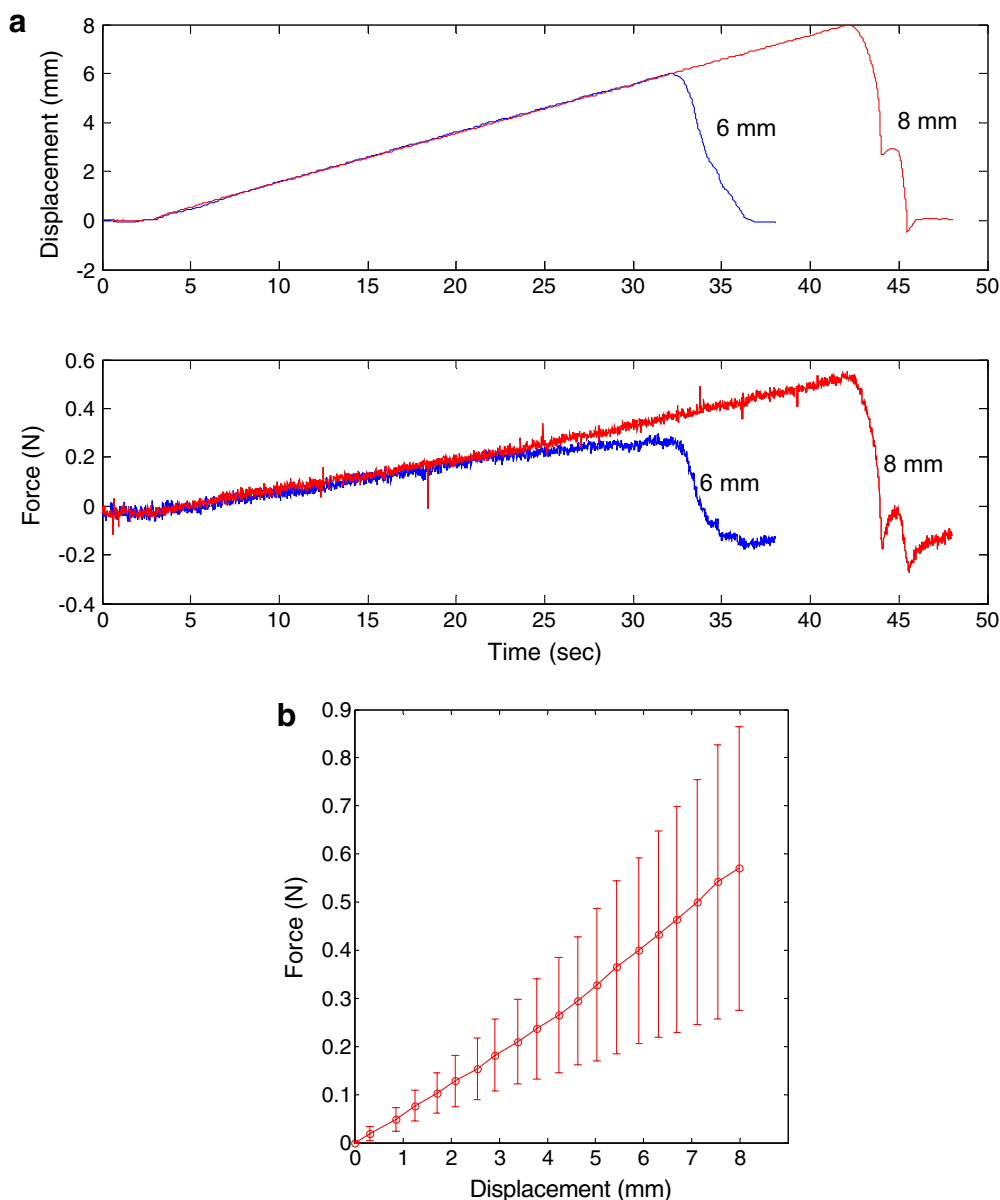 a
Displacement (mm)
8
6
4
2
0
-2
6 mm
8 mm
0 5 10 15 20 25 30 35 40 45 50
Force (N)
0.6
0.4
0.2
0
-0.2
-0.4
6 mm
8 mm
0 5 10 15 20 25 30 35 40 45 50
Time (sec)
b
Force (N)
0.9
0.8
0.7
0.6
0.5
0.4
0.3
0.2
0.1
0
0 1 2 3 4 5 6 7 8
Displacement (mm)